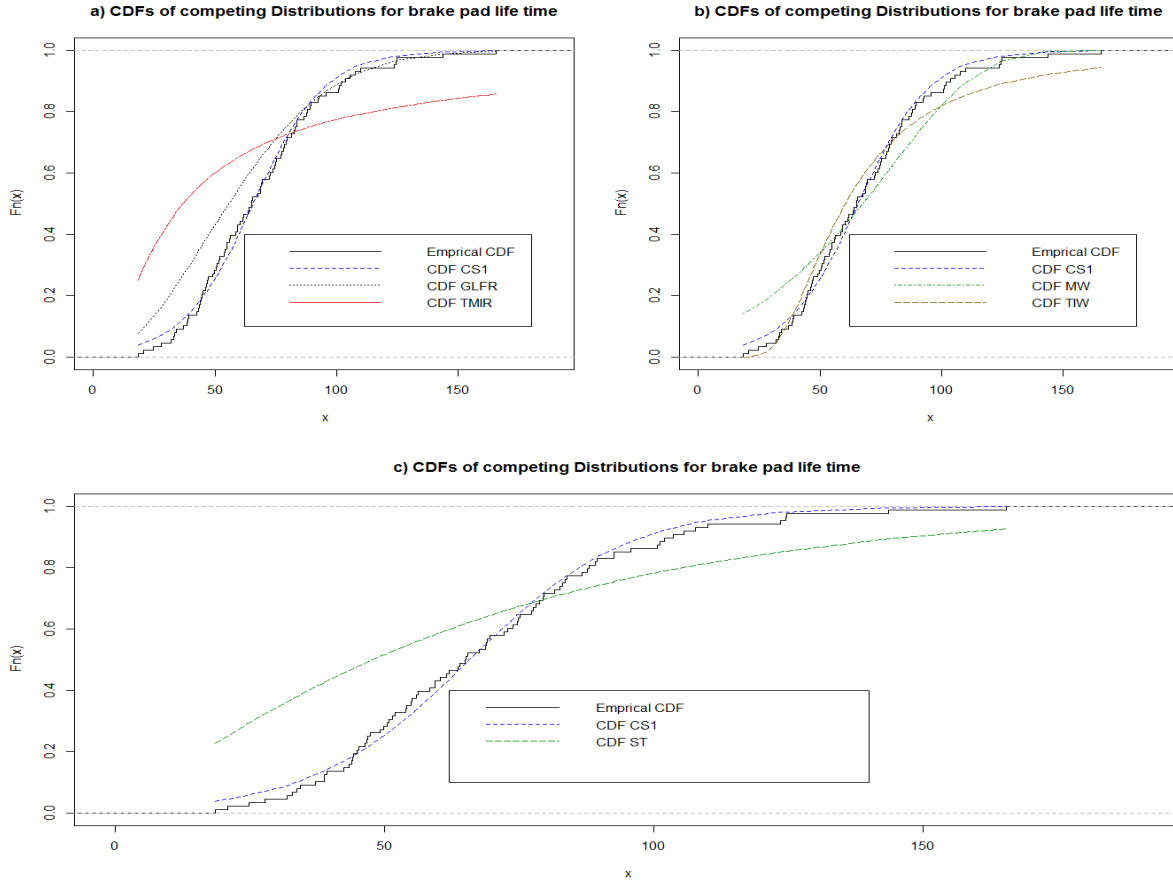 a) CDFs of competing Distributions for brake pad life time
Fn(x)
1.0
0.8
0.6
0.4
0.2
0.0
Emprical CDF
CDF CS1
CDF GLFR
CDF TMIR
0 50 100 150
x
b) CDFs of competing Distributions for brake pad life time
Fn(x)
1.0
0.8
0.6
0.4
0.2
0.0
Emprical CDF
CDF CS1
CDF MW
CDF TIW
0 50 100 150
x
c) CDFs of competing Distributions for brake pad life time
Fn(x)
1.0
0.8
0.6
0.4
0.2
0.0
Emprical CDF
CDF CS1
CDF ST
0 50 100 150
x